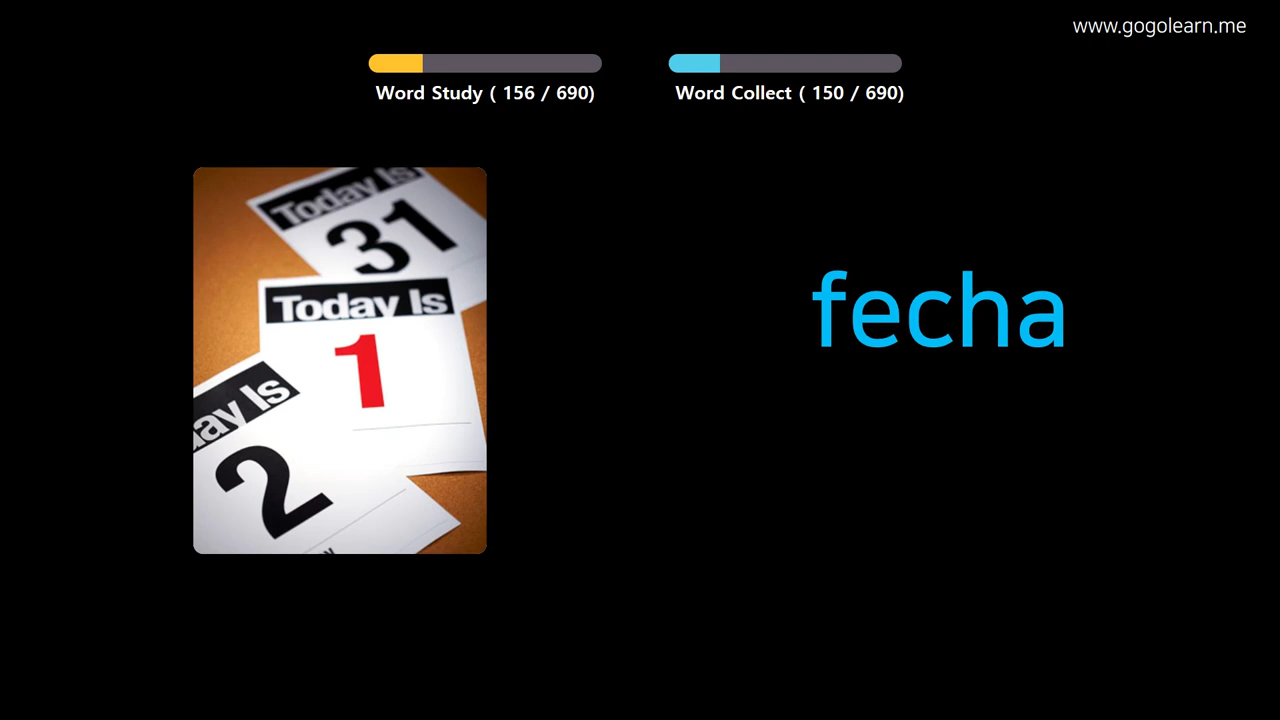 www.gogolearn.me
Word Study ( 156 / 690)
Word Collect ( 150 / 690)
Today Is
31
Today Is
1
ay Is
2
fecha